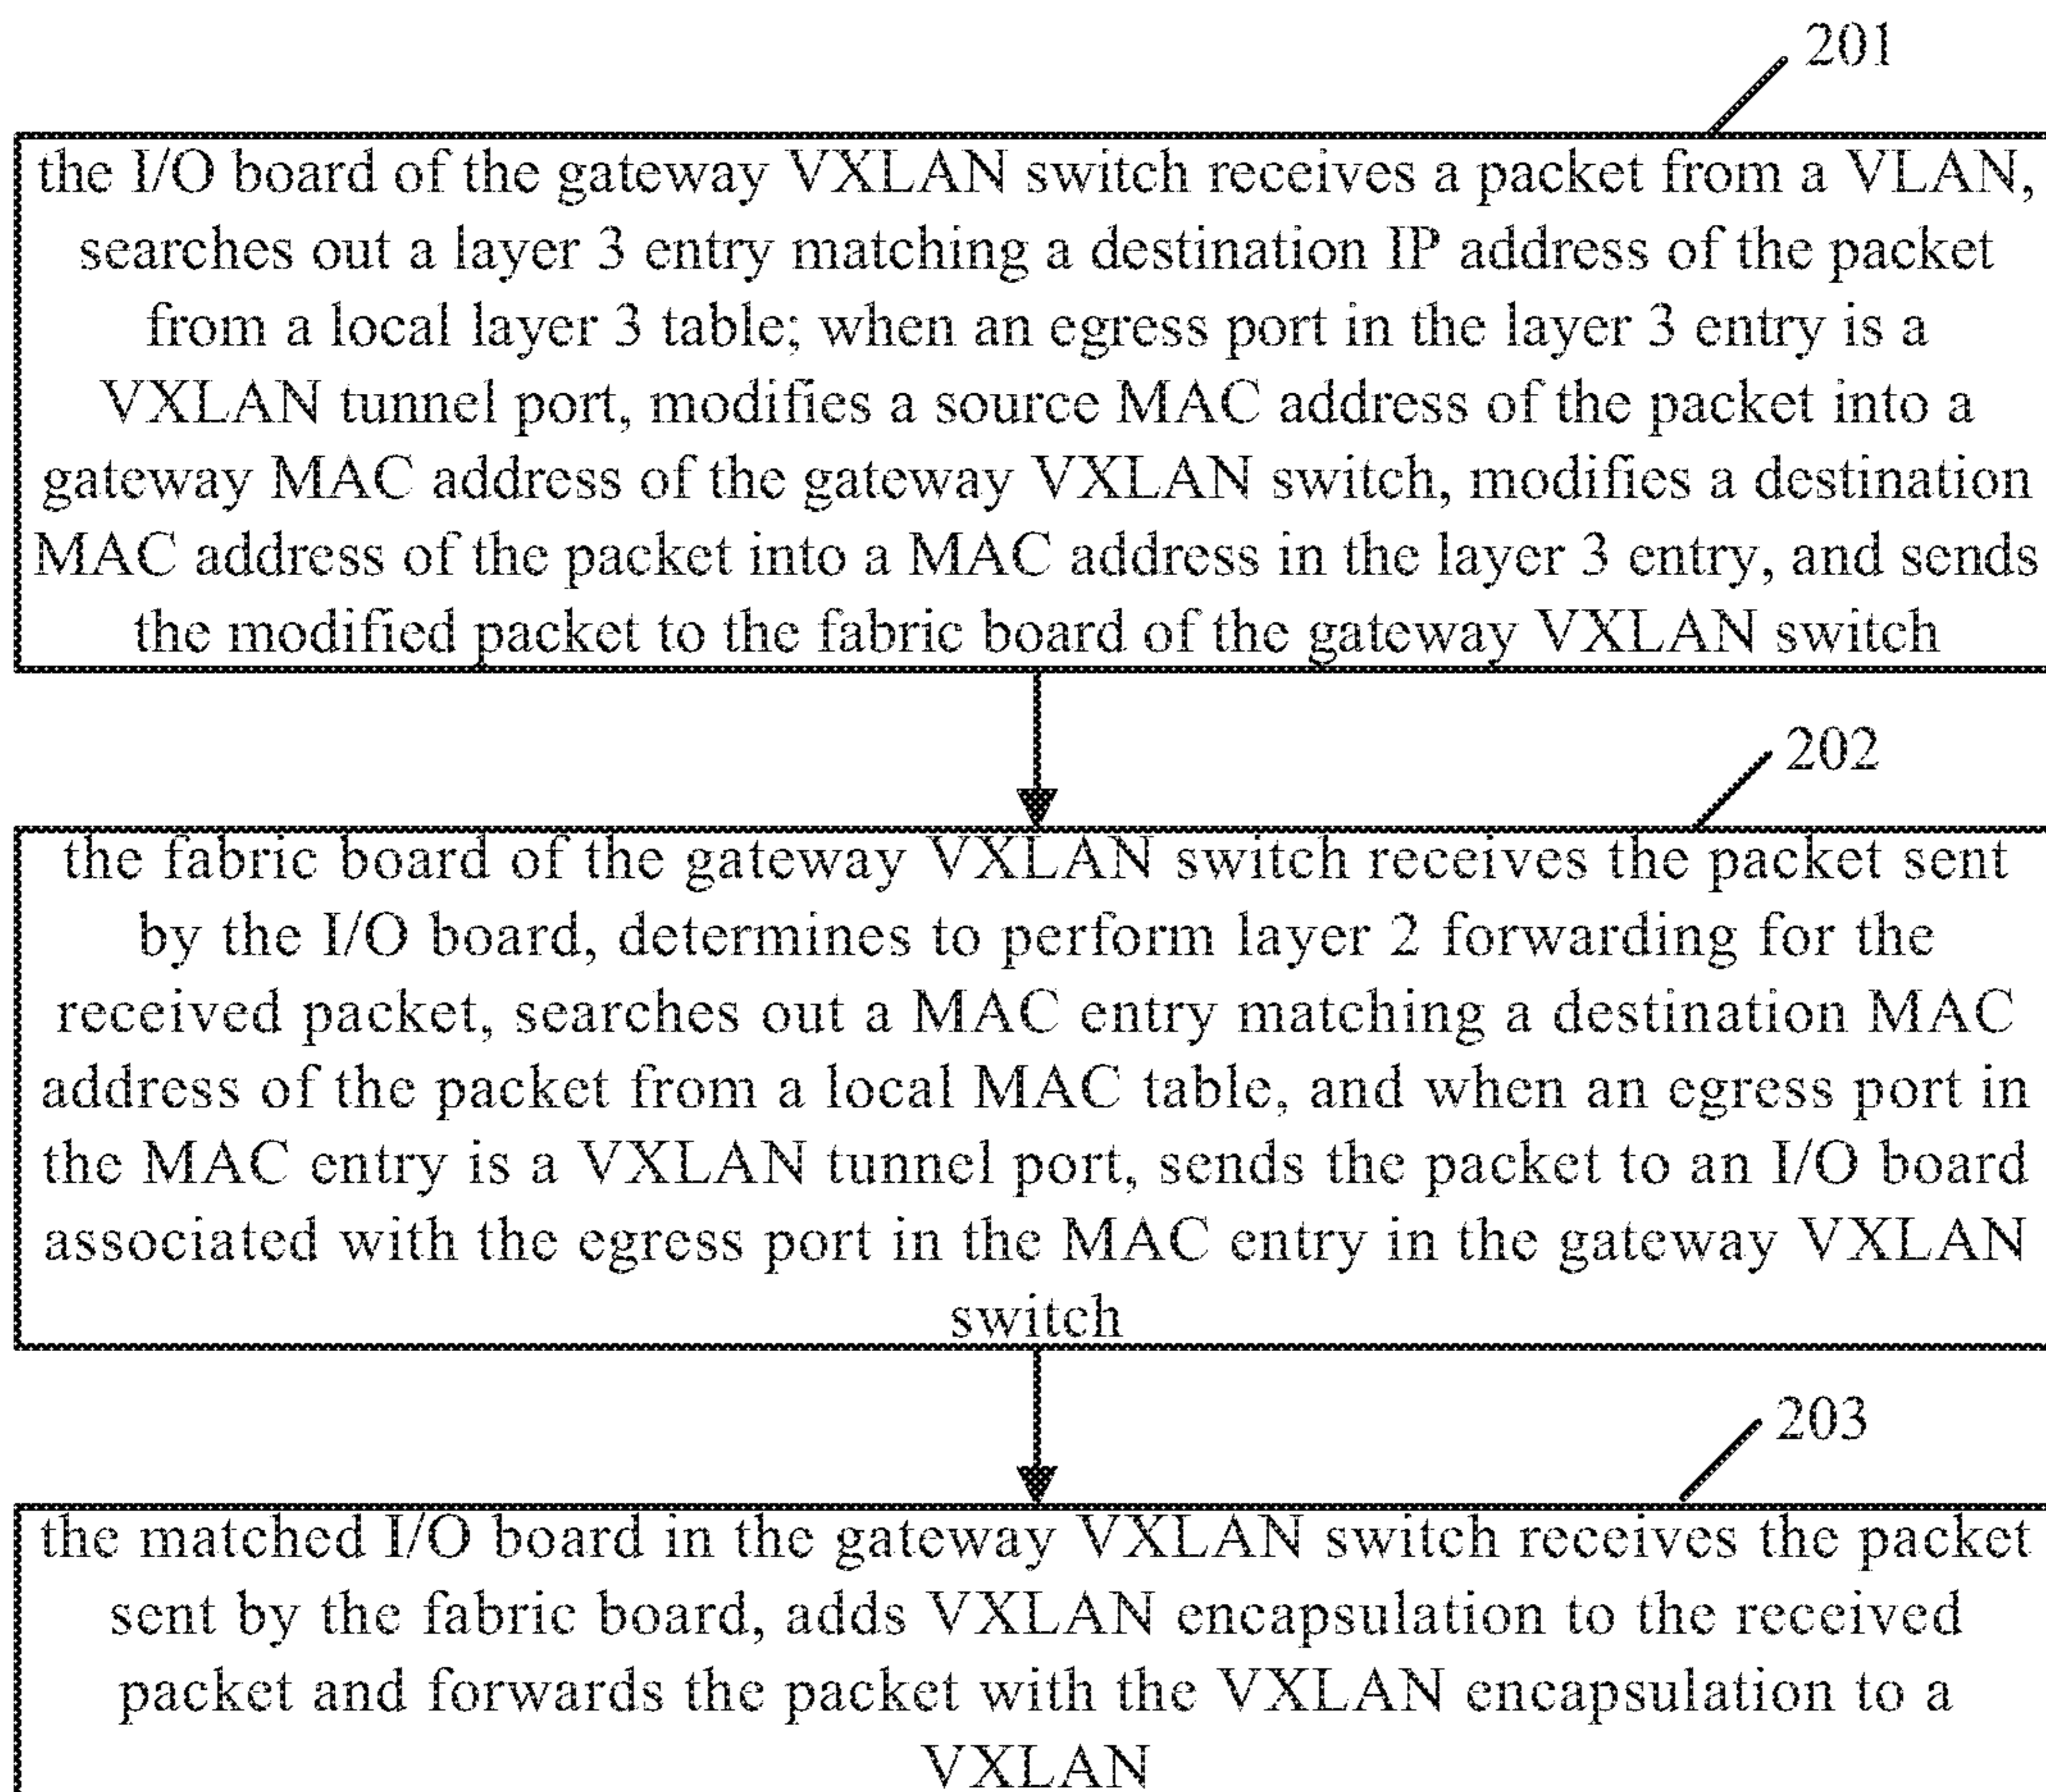 201
the I/O board of the gateway VXLAN switch receives a packet from a VLAN,
searches out a layer 3 entry matching a destination IP address of the packet
from a local layer 3 table; when an egress port in the layer 3 entry is a
VXLAN tunnel port, modifies a source MAC address of the packet into a
gateway MAC address of the gateway VXLAN switch, modifies a destination
MAC address of the packet into a MAC address in the layer 3 entry, and sends
the modified packet to the fabric board of the gateway VXLAN switch
202
the fabric board of the gateway VXLAN switch receives the packet sent
by the I/O board, determines to perform layer 2 forwarding for the
received packet, searches out a MAC entry matching a destination MAC
address of the packet from a local MAC table, and when an egress port in
the MAC entry is a VXLAN tunnel port, sends the packet to an I/O board
associated with the egress port in the MAC entry in the gateway VXLAN
switch
203
the matched I/O board in the gateway VXLAN switch receives the packet
sent by the fabric board, adds VXLAN encapsulation to the received
packet and forwards the packet with the VXLAN encapsulation to a
VXLAN